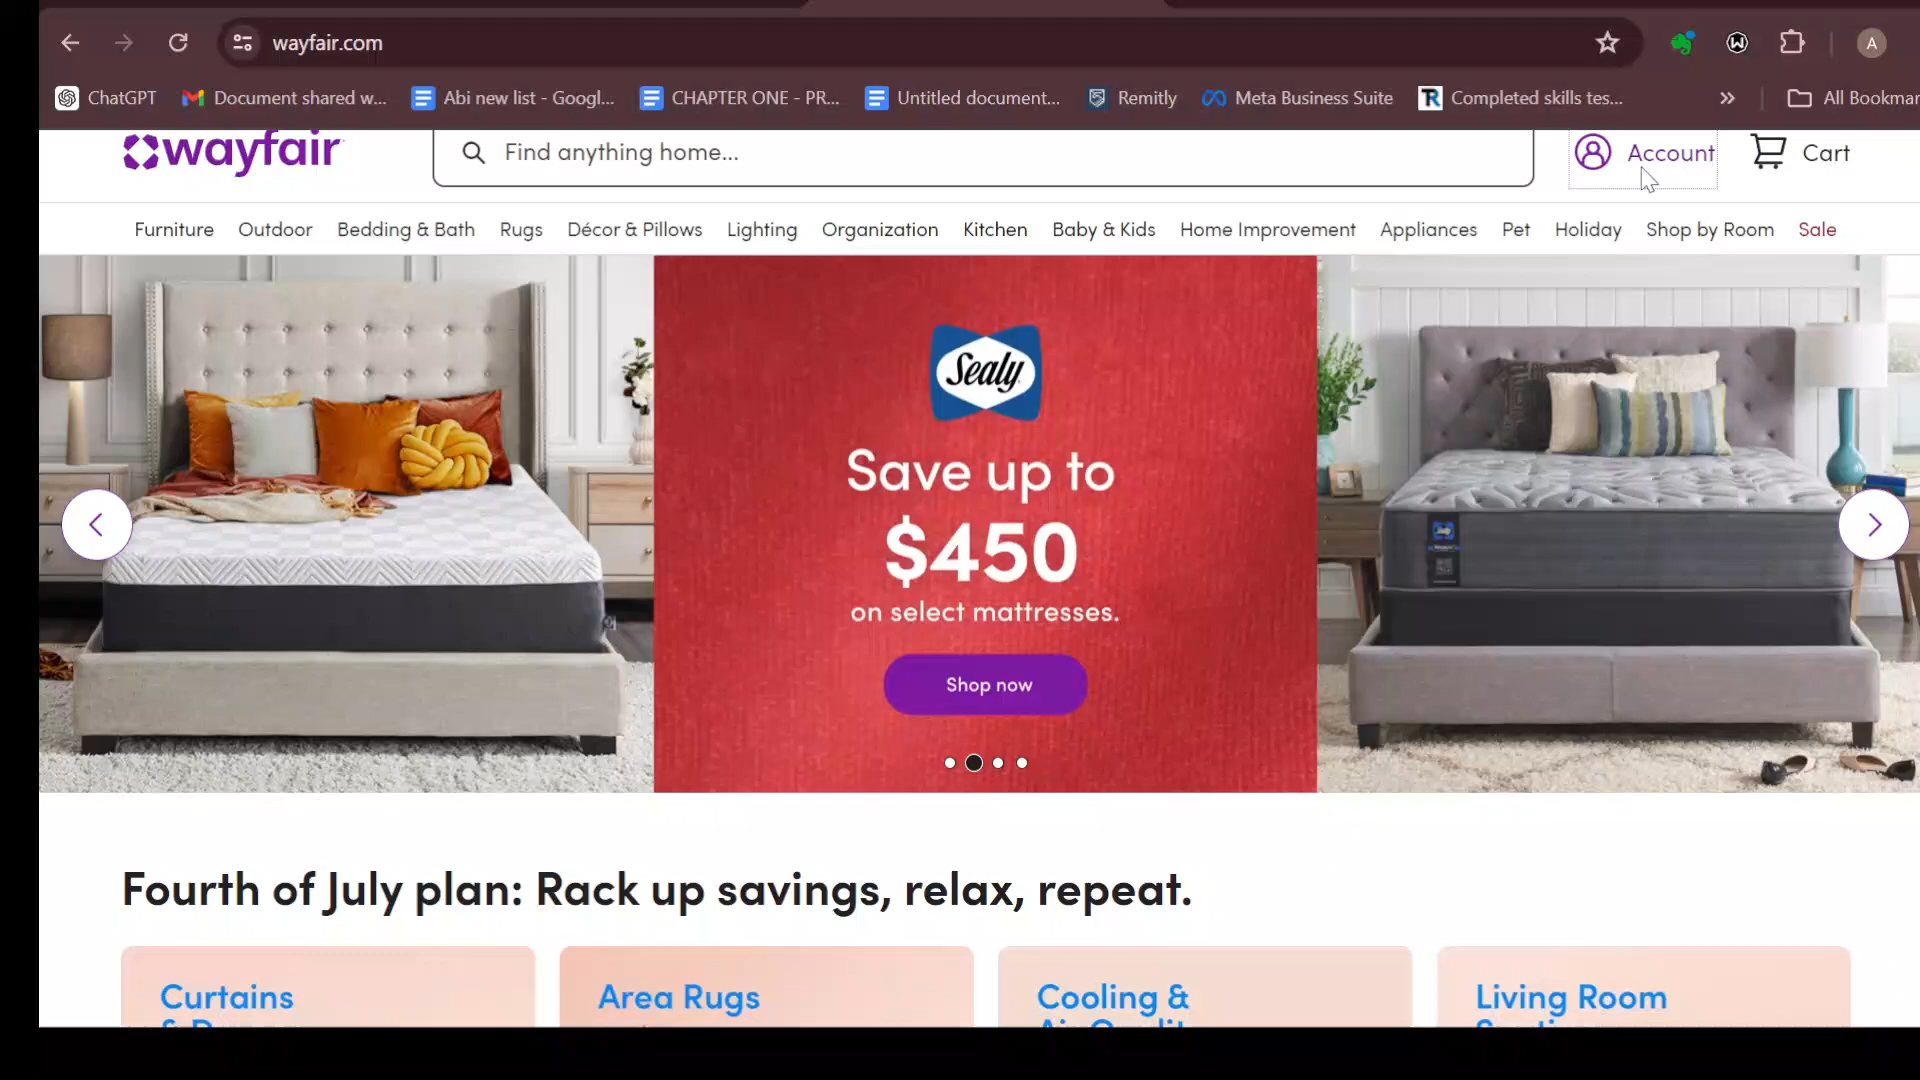 wayfair.com
A
ChatGPT
Document shared w...
Abi new list - Googl...
CHAPTER ONE - PR...
Untitled document...
Remitly
Meta Business Suite
TR
Completed skills tes...
»
All Bookmar
wayfair
Find anything home...
Account
Cart
Furniture
Outdoor
Bedding & Bath
Rugs
Décor & Pillows
Lighting
Organization
Kitchen
Baby & Kids
Home Improvement
Appliances
Pet
Holiday
Shop by Room
Sale
Sealy
Save up to
$450
on select mattresses.
Shop now
Fourth of July plan: Rack up savings, relax, repeat.
Curtains
Area Rugs
Cooling &
Living Room